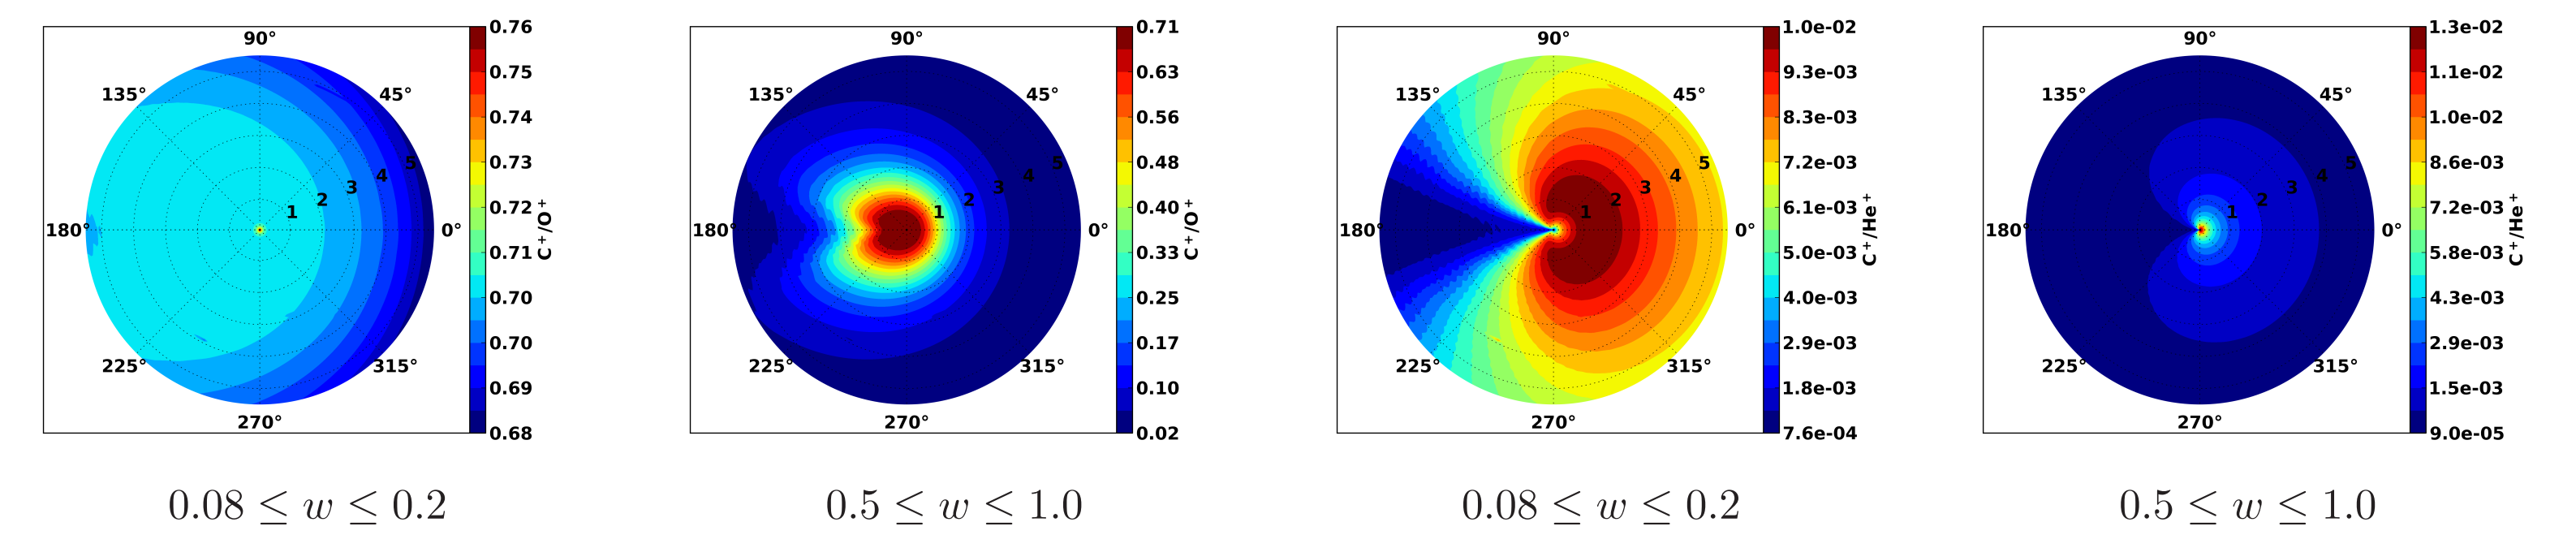 90°
135°
45°
180°
0°
225°
315°
270°
1
2
3
4
5
0.76
0.75
0.74
0.73
0.72
0.71
0.70
0.70
0.69
0.68
C⁺/O⁺
0.08 ≤ w ≤ 0.2
90°
135°
45°
180°
0°
225°
315°
270°
1
2
3
4
5
0.71
0.63
0.56
0.48
0.40
0.33
0.25
0.17
0.10
0.02
C⁺/O⁺
0.5 ≤ w ≤ 1.0
90°
135°
45°
180°
0°
225°
315°
270°
1
2
3
4
5
1.0e-02
9.3e-03
8.3e-03
7.2e-03
6.1e-03
5.0e-03
4.0e-03
2.9e-03
1.8e-03
7.6e-04
C⁺/He⁺
0.08 ≤ w ≤ 0.2
90°
135°
45°
180°
0°
225°
315°
270°
1
2
3
4
5
1.3e-02
1.1e-02
1.0e-02
8.6e-03
7.2e-03
5.8e-03
4.3e-03
2.9e-03
1.5e-03
9.0e-05
C⁺/He⁺
0.5 ≤ w ≤ 1.0